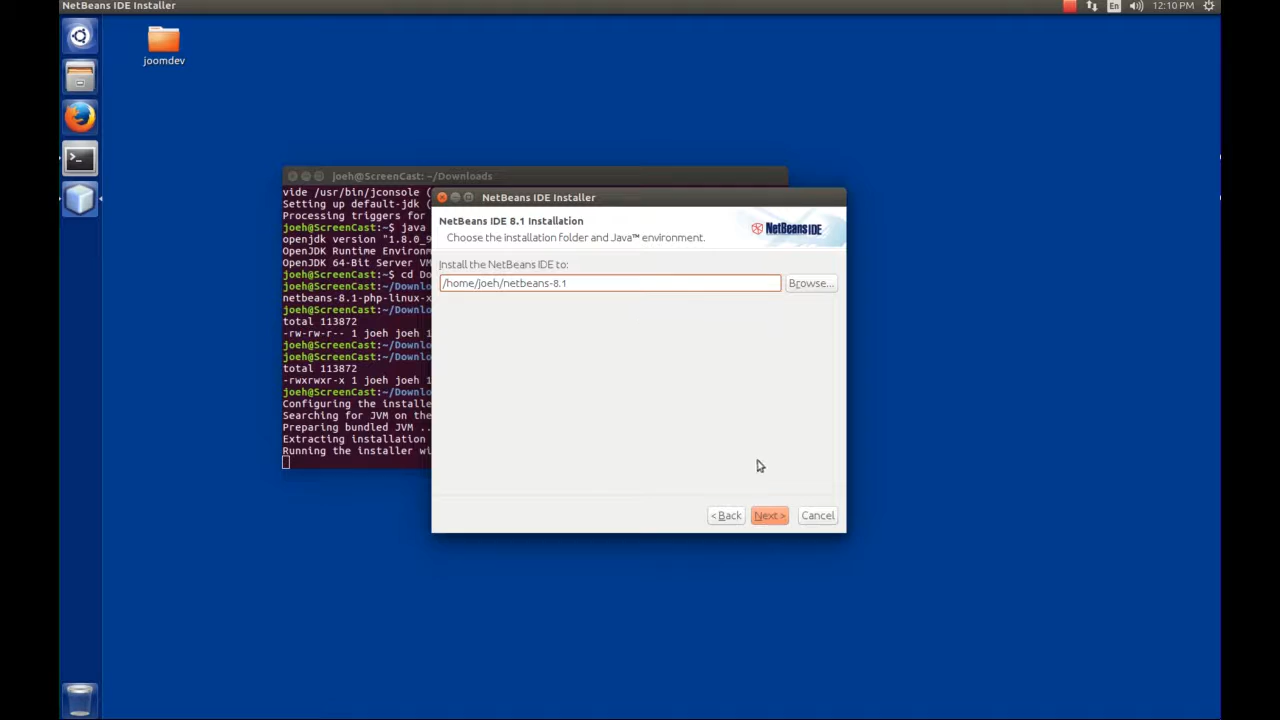 NetBeans IDE Installer
En
12:10 PM
joomdev
joeh@ScreenCast: ~/Downloads
vide /usr/bin/jconsole (
Setting up default-jdk (
Processing triggers for
joeh@ScreenCast:~$ java
openjdk version "1.8.0_9
OpenJDK Runtime Environm
OpenJDK 64-Bit Server VM
joeh@ScreenCast:~$ cd Do
joeh@ScreenCast:~/Downlo
netbeans-8.1-php-linux-x
joeh@ScreenCast:~/Downlo
total 113872
-rw-rw-r-- 1 joeh joeh 1
joeh@ScreenCast:~/Downlo
joeh@ScreenCast:~/Downlo
total 113872
-rwxrwxr-x 1 joeh joeh 1
joeh@ScreenCast:~/Downlo
Configuring the installe
Searching for JVM on the
Preparing bundled JVM ..
Extracting installation
Running the installer wi
NetBeans IDE Installer
NetBeans IDE 8.1 Installation
Choose the installation folder and Java™ environment.
NetBeans IDE
Install the NetBeans IDE to:
/home/joeh/netbeans-8.1
Browse...
< Back
Next >
Cancel